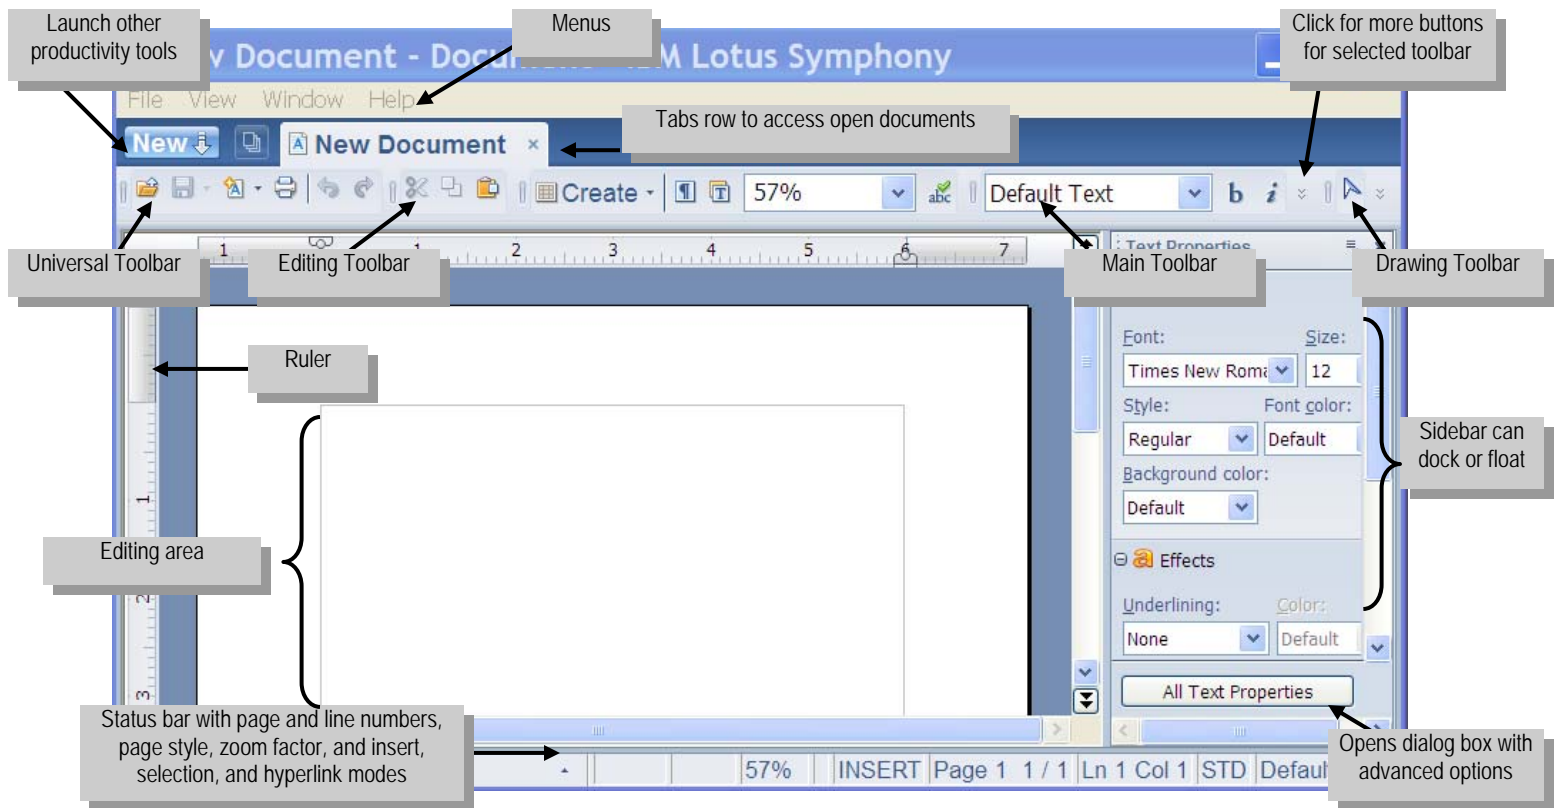 Launch other
productivity tools
Menus
Click for more buttons
for selected toolbar
Document - Docu Lotus Symphony
File View Window Help
Tabs row to access open documents
New New Document ×
Create 57% abc Default Text b i
Universal Toolbar
Editing Toolbar
Main Toolbar
Drawing Toolbar
1 1 2 3 4 5 6 7
Text Properties
Ruler
Font: Size:
Times New Roma 12
Style: Font color:
Regular Default
Background color:
Default
Sidebar can
dock or float
1
Editing area
a Effects
2
Underlining: Color:
None Default
3
All Text Properties
Status bar with page and line numbers,
page style, zoom factor, and insert,
selection, and hyperlink modes
Opens dialog box with
advanced options
57% INSERT Page 1 1 / 1 Ln 1 Col 1 STD Defaul